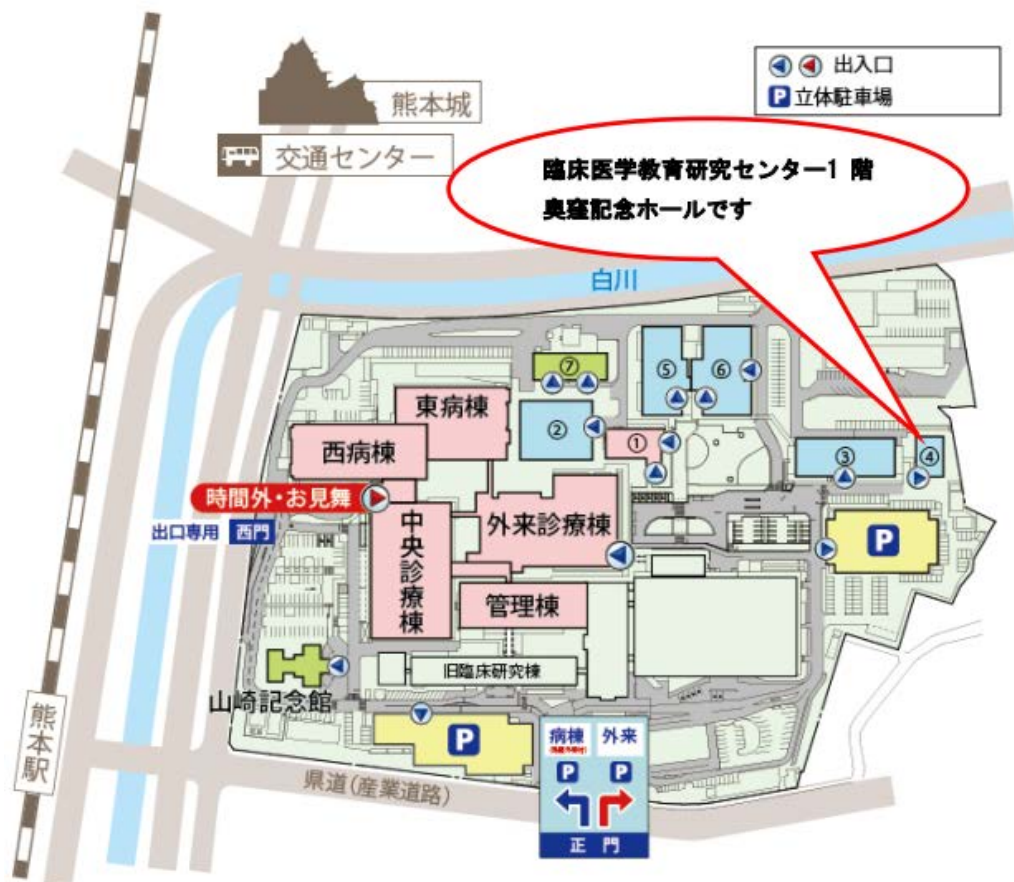 熊本城
交通センター
出入口
P 立体駐車場
臨床医学教育研究センター1 階
奥窪記念ホールです
白川
⑦
⑤
⑥
東病棟
②
①
西病棟
③
④
時間外・お見舞
出口専用 西門
中央診療棟
外来診療棟
P
管理棟
旧臨床研究棟
山崎記念館
P
熊本駅
県道(産業道路)
病棟 外来
P P
正 門